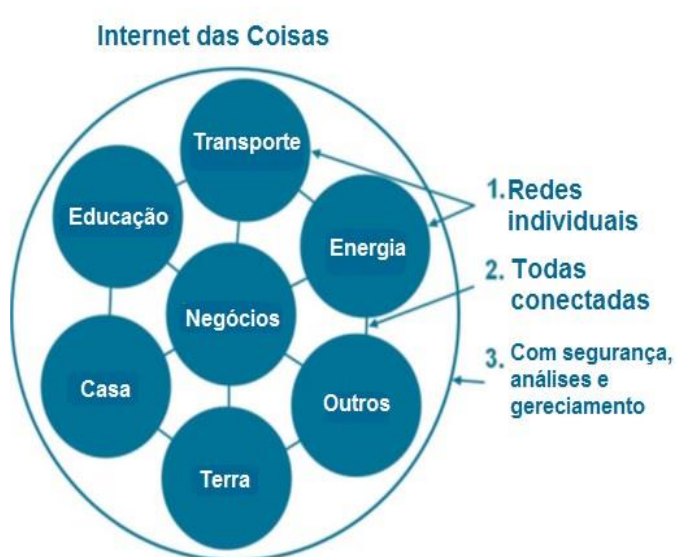 Internet das Coisas
Transporte
Educação
Energia
Negócios
Casa
Outros
Terra
1. Redes
individuais
2. Todas
conectadas
3. Com segurança,
análises e
gereciamento